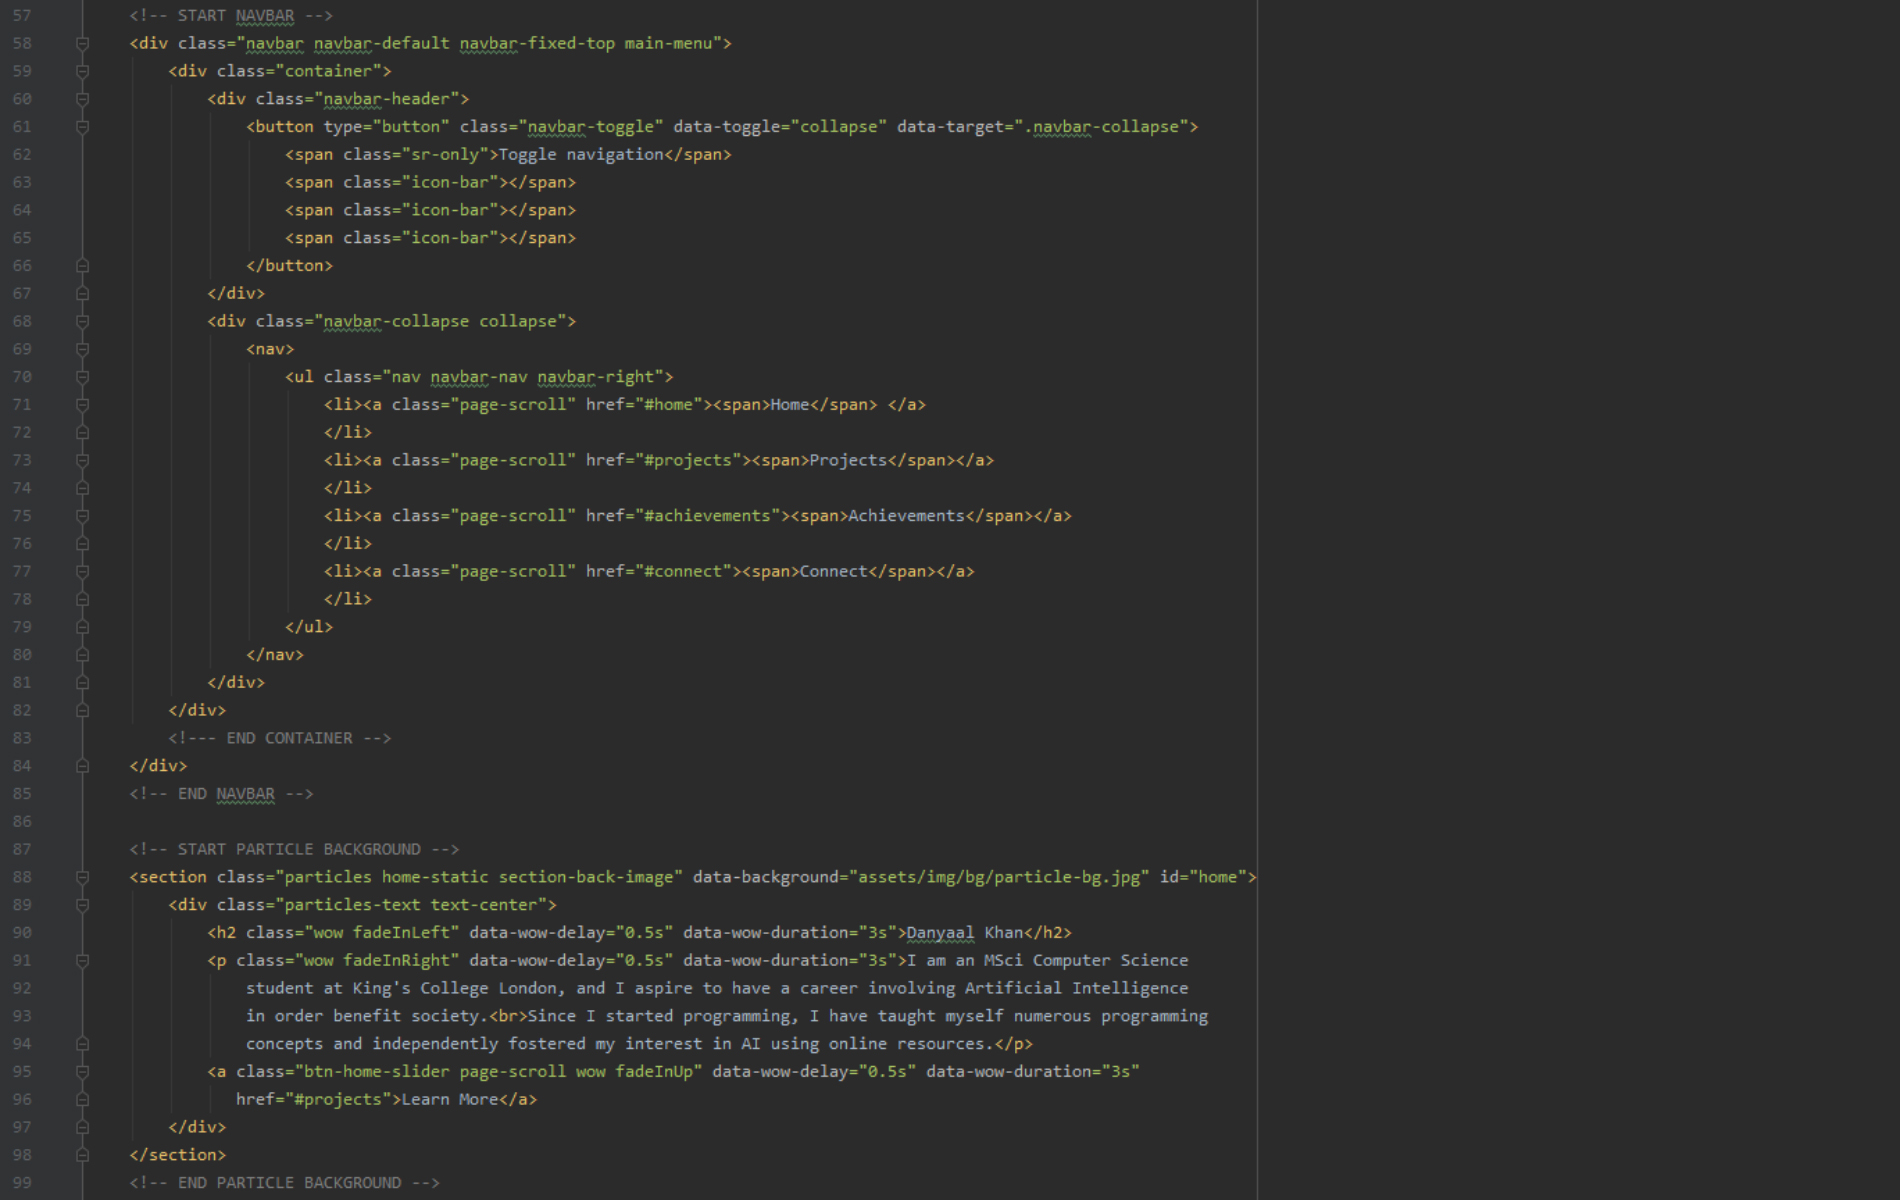 57 <!-- START NAVBAR -->
58 <div class="navbar navbar-default navbar-fixed-top main-menu">
59 <div class="container">
60 <div class="navbar-header">
61 <button type="button" class="navbar-toggle" data-toggle="collapse" data-target=".navbar-collapse">
62 <span class="sr-only">Toggle navigation</span>
63 <span class="icon-bar"></span>
64 <span class="icon-bar"></span>
65 <span class="icon-bar"></span>
66 </button>
67 </div>
68 <div class="navbar-collapse collapse">
69 <nav>
70 <ul class="nav navbar-nav navbar-right">
71 <li><a class="page-scroll" href="#home"><span>Home</span> </a>
72 </li>
73 <li><a class="page-scroll" href="#projects"><span>Projects</span></a>
74 </li>
75 <li><a class="page-scroll" href="#achievements"><span>Achievements</span></a>
76 </li>
77 <li><a class="page-scroll" href="#connect"><span>Connect</span></a>
78 </li>
79 </ul>
80 </nav>
81 </div>
82 </div>
83 <!--- END CONTAINER -->
84 </div>
85 <!-- END NAVBAR -->
86
87 <!-- START PARTICLE BACKGROUND -->
88 <section class="particles home-static section-back-image" data-background="assets/img/bg/particle-bg.jpg" id="home">
89 <div class="particles-text text-center">
90 <h2 class="wow fadeInLeft" data-wow-delay="0.5s" data-wow-duration="3s">Danyaal Khan</h2>
91 <p class="wow fadeInRight" data-wow-delay="0.5s" data-wow-duration="3s">I am an MSci Computer Science
92 student at King's College London, and I aspire to have a career involving Artificial Intelligence
93 in order benefit society.<br>Since I started programming, I have taught myself numerous programming
94 concepts and independently fostered my interest in AI using online resources.</p>
95 <a class="btn-home-slider page-scroll wow fadeInUp" data-wow-delay="0.5s" data-wow-duration="3s"
96 href="#projects">Learn More</a>
97 </div>
98 </section>
99 <!-- END PARTICLE BACKGROUND -->